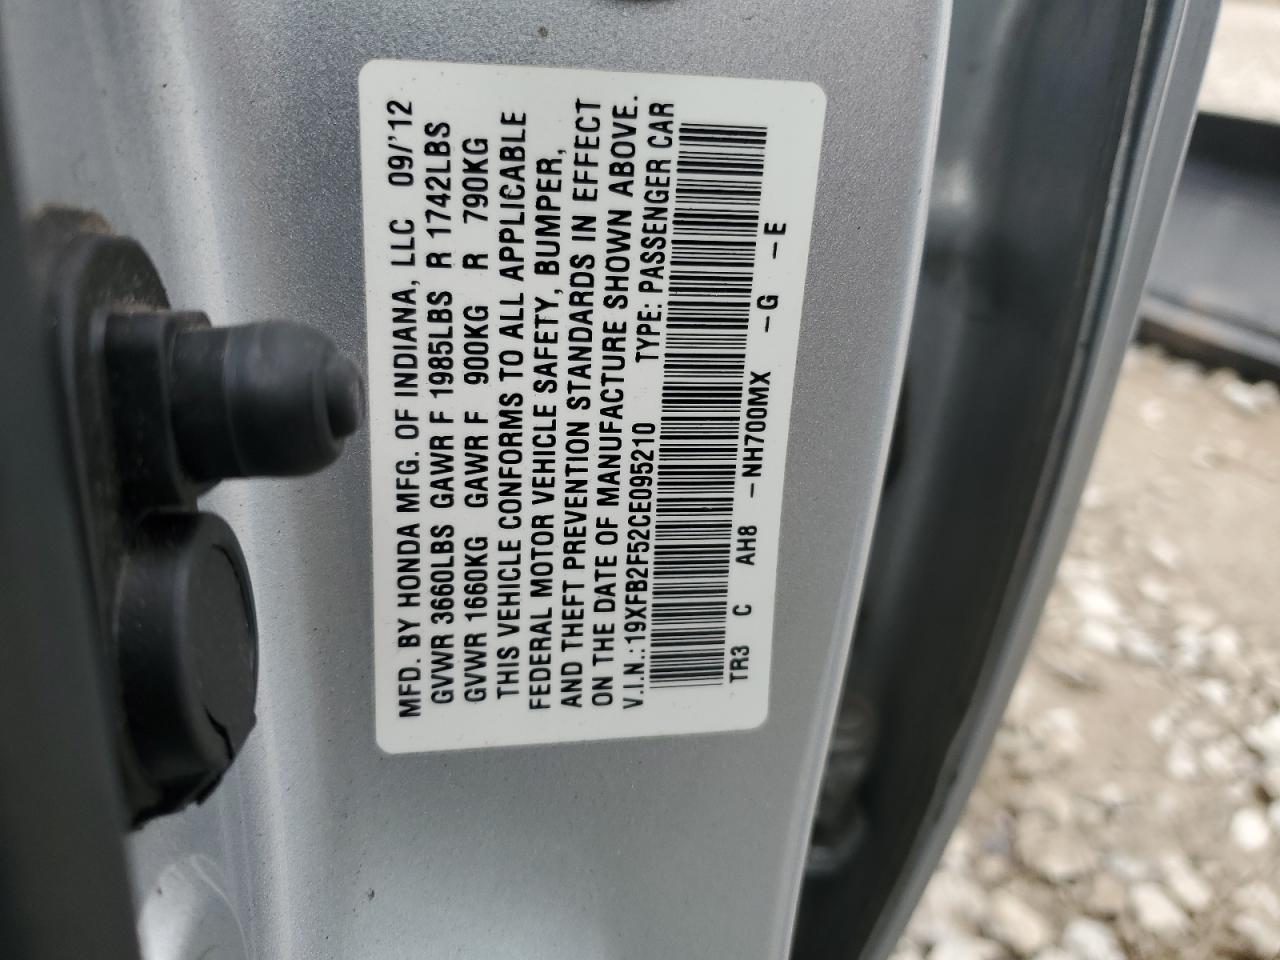 MFD. BY HONDA MFG. OF INDIANA, LLC 09/'12
GVWR 3660LBS GAWR F 1985LBS R 1742LBS
GVWR 1660KG GAWR F 900KG R 790KG
THIS VEHICLE CONFORMS TO ALL APPLICABLE
FEDERAL MOTOR VEHICLE SAFETY, BUMPER,
AND THEFT PREVENTION STANDARDS IN EFFECT
ON THE DATE OF MANUFACTURE SHOWN ABOVE.
V.I.N.: 19XFB2F52CE095210 TYPE: PASSENGER CAR
TR3 C AH8 -NH700MX -G -E